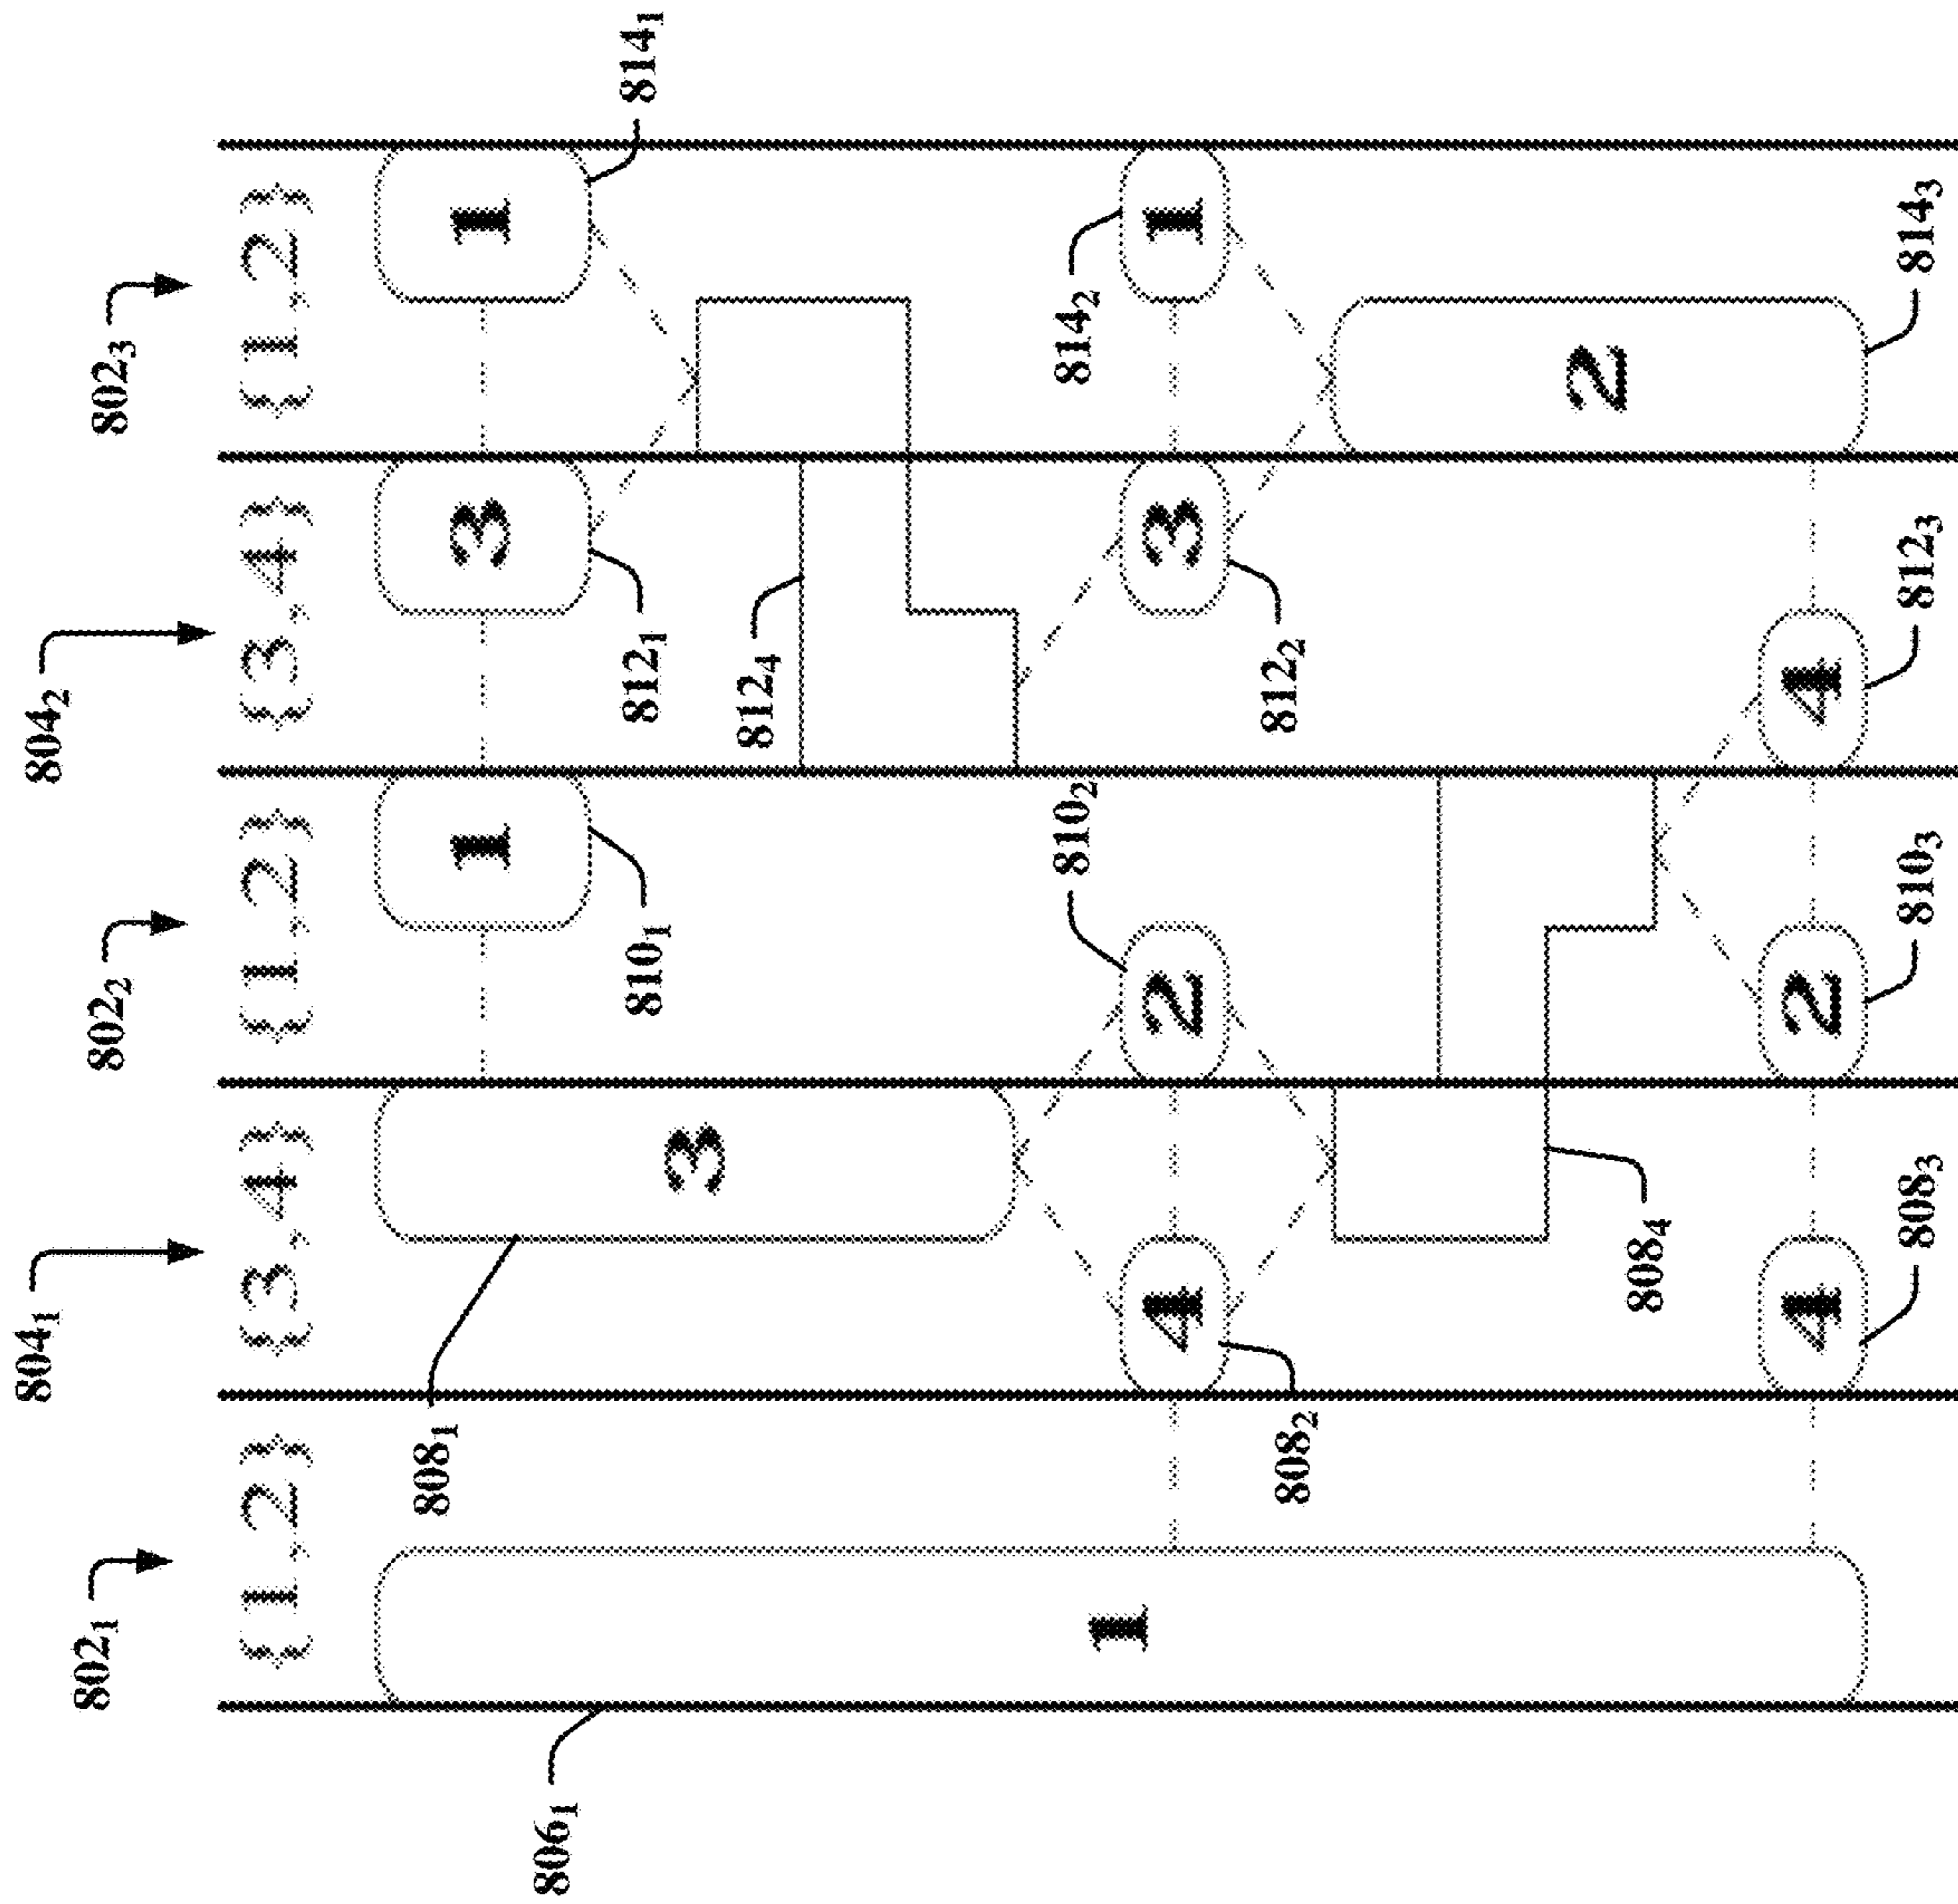 804₁ 804₂
802₁ 802₂ 802₃
{1,2} {3,4} {1,2} {3,4} {1,2}
808₁
1 3 1
806₁
810₁ 812₁ 814₁
3
812₄
810₂ 814₂
1
4 2 3 1
808₂ 812₂
2
808₄
4 2 4
808₃ 810₃ 812₃ 814₃